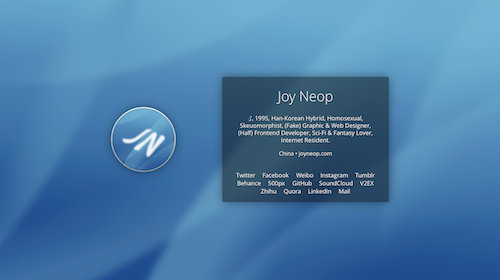 JN
Joy Neop
1995, Han-Korean Hybrid, Homosexual,
Skeuomorphist, (Fake) Graphic & Web Designer,
(Half) Frontend Developer, Sci-Fi & Fantasy Lover,
Internet Resident.
China • joyneop.com
Twitter Facebook Weibo Instagram Tumblr
Behance 500px GitHub SoundCloud V2EX
Zhihu Quora LinkedIn Mail